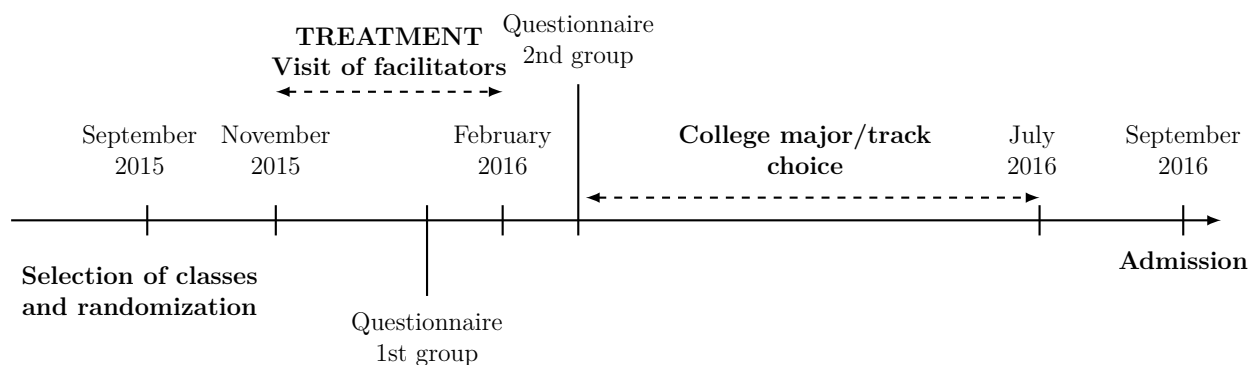 TREATMENT
Visit of facilitators
Questionnaire
2nd group
September
2015
November
2015
February
2016
College major/track
choice
July
2016
September
2016
Selection of classes
and randomization
Admission
Questionnaire
1st group